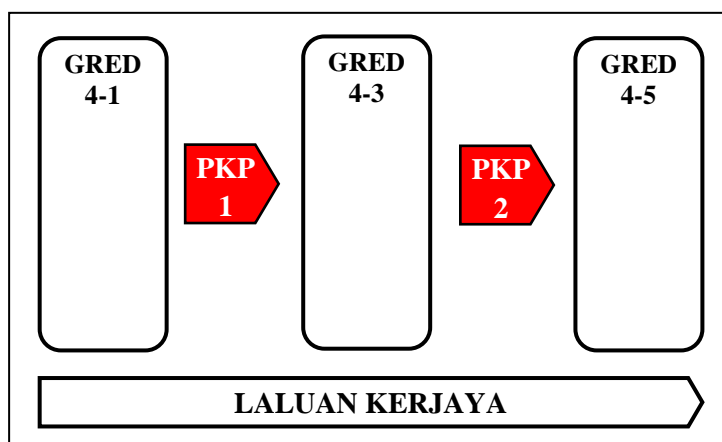 GRED
4-1
PKP
1
GRED
4-3
PKP
2
GRED
4-5
LALUAN KERJAYA